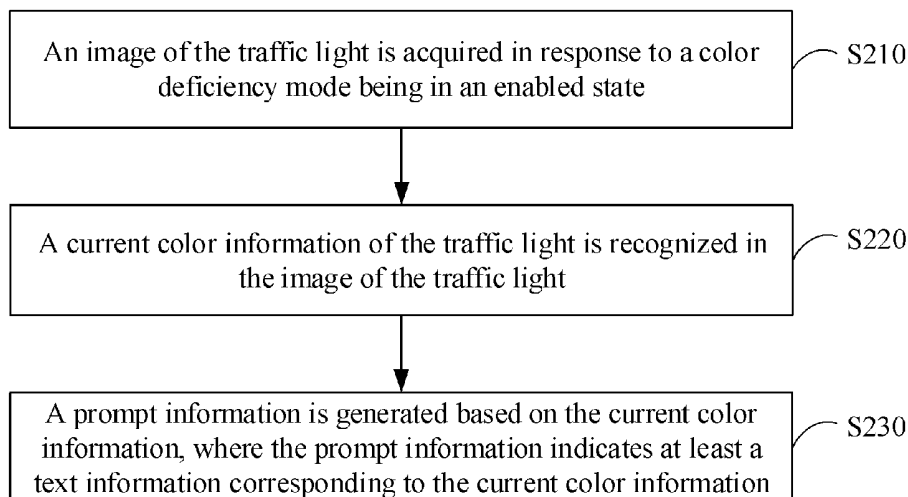 An image of the traffic light is acquired in response to a color
deficiency mode being in an enabled state
S210
A current color information of the traffic light is recognized in
the image of the traffic light
S220
A prompt information is generated based on the current color
information, where the prompt information indicates at least a
text information corresponding to the current color information
S230